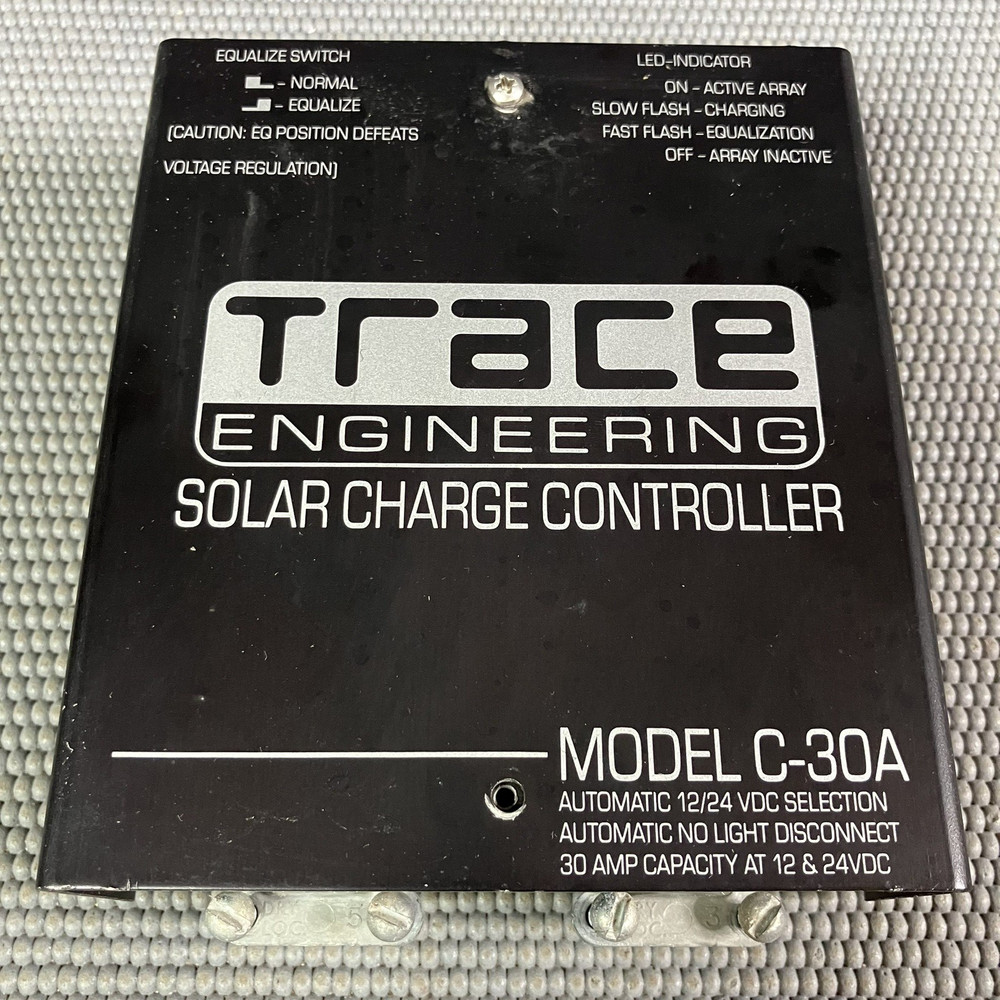 EQUALIZE SWITCH
- NORMAL
- EQUALIZE
(CAUTION: EQ POSITION DEFEATS
VOLTAGE REGULATION)
LED-INDICATOR
ON - ACTIVE ARRAY
SLOW FLASH - CHARGING
FAST FLASH - EQUALIZATION
OFF - ARRAY INACTIVE
Trace
ENGINEERING
SOLAR CHARGE CONTROLLER
MODEL C-30A
AUTOMATIC 12/24 VDC SELECTION
AUTOMATIC NO LIGHT DISCONNECT
30 AMP CAPACITY AT 12 & 24VDC